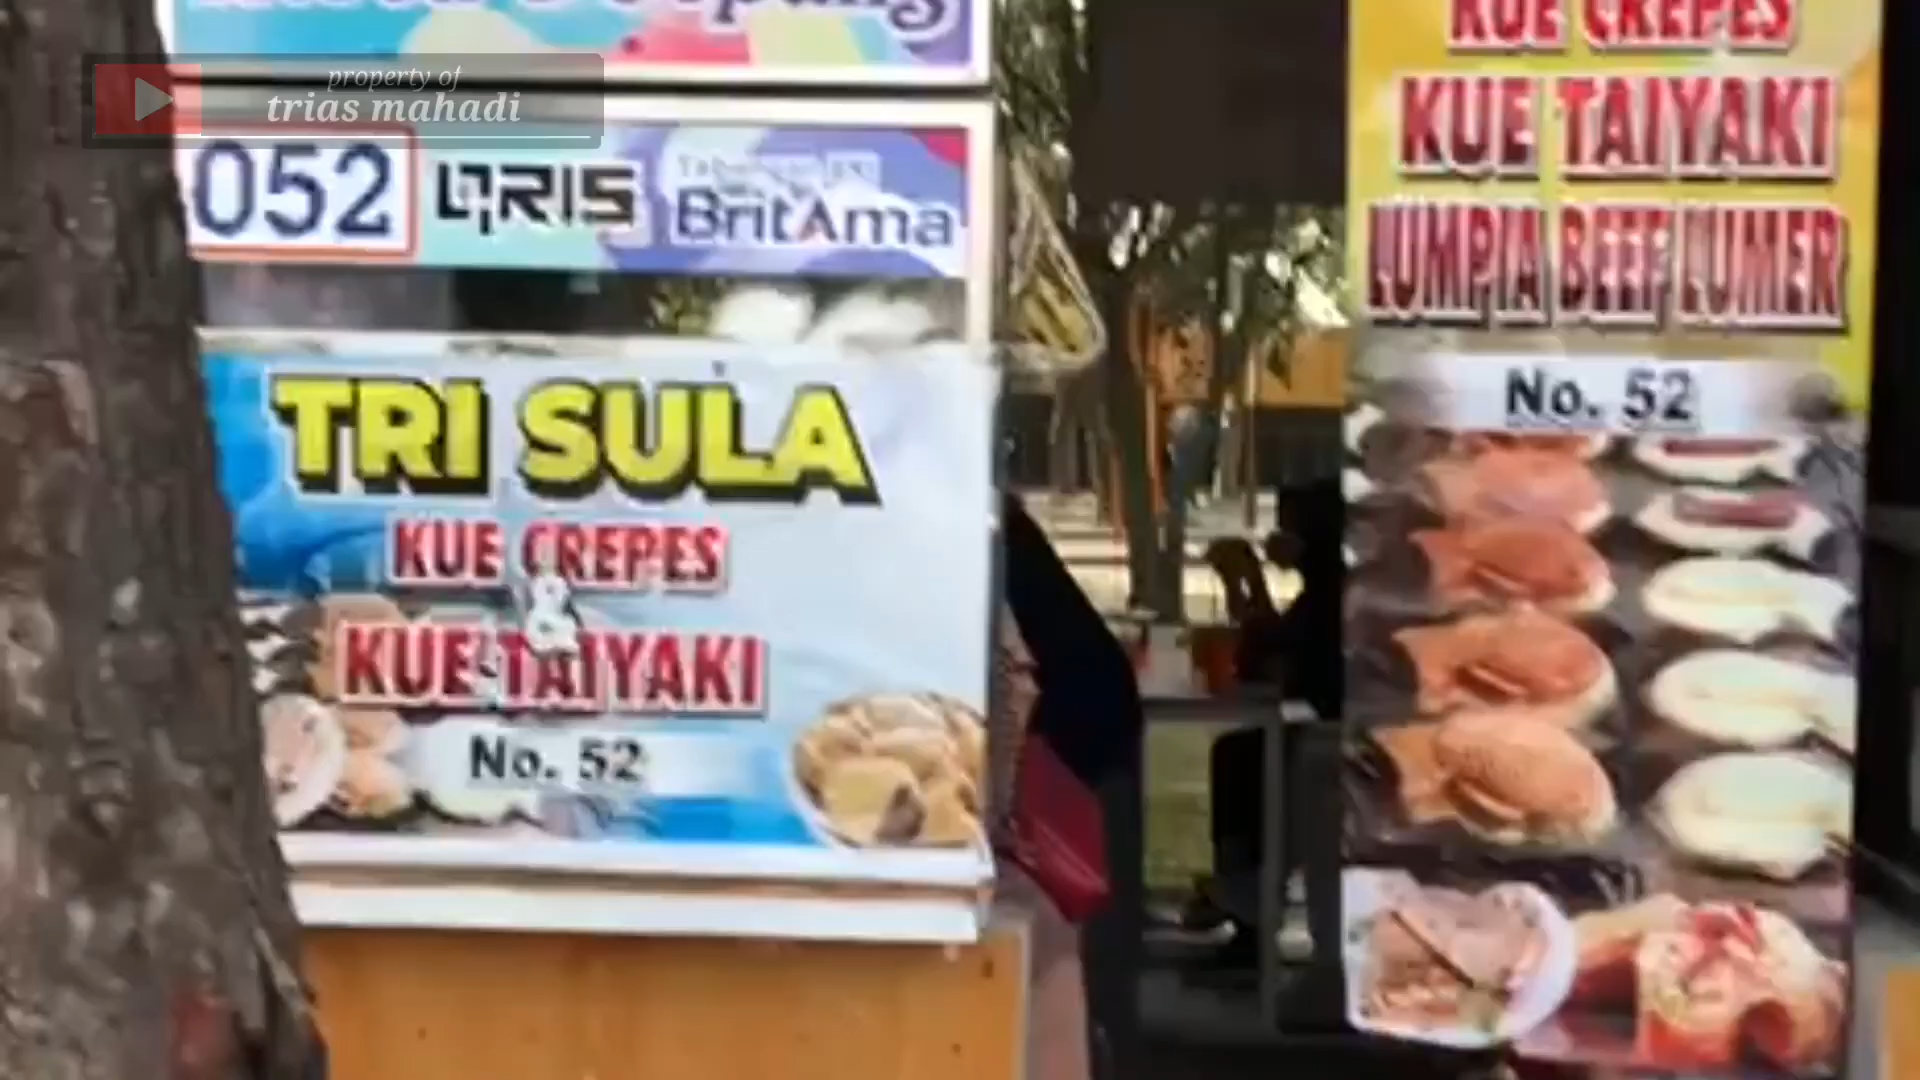 property of
trias mahadi
052 QRIS BritAma
TRI SULA
KUE CREPES
&
KUE TAIYAKI
No. 52
KUE CREPES
KUE TAIYAKI
LUMPIA BEEF LUMER
No. 52